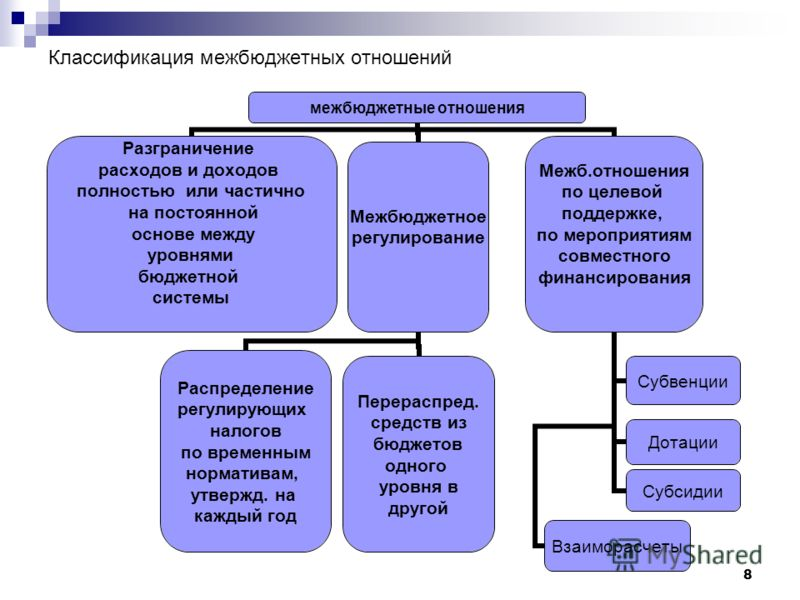 Классификация межбюджетных отношений
межбюджетные отношения
Разграничение
расходов и доходов
полностью или частично
на постоянной
основе между
уровнями
бюджетной
системы
Межбюджетное
регулирование
Межб.отношения
по целевой
поддержке,
по мероприятиям
совместного
финансирования
Распределение
регулирующих
налогов
по временным
нормативам,
утвержд. на
каждый год
Перераспред.
средств из
бюджетов
одного
уровня в
другой
Субвенции
Дотации
Субсидии
Взаиморасчеты
MyShared
8